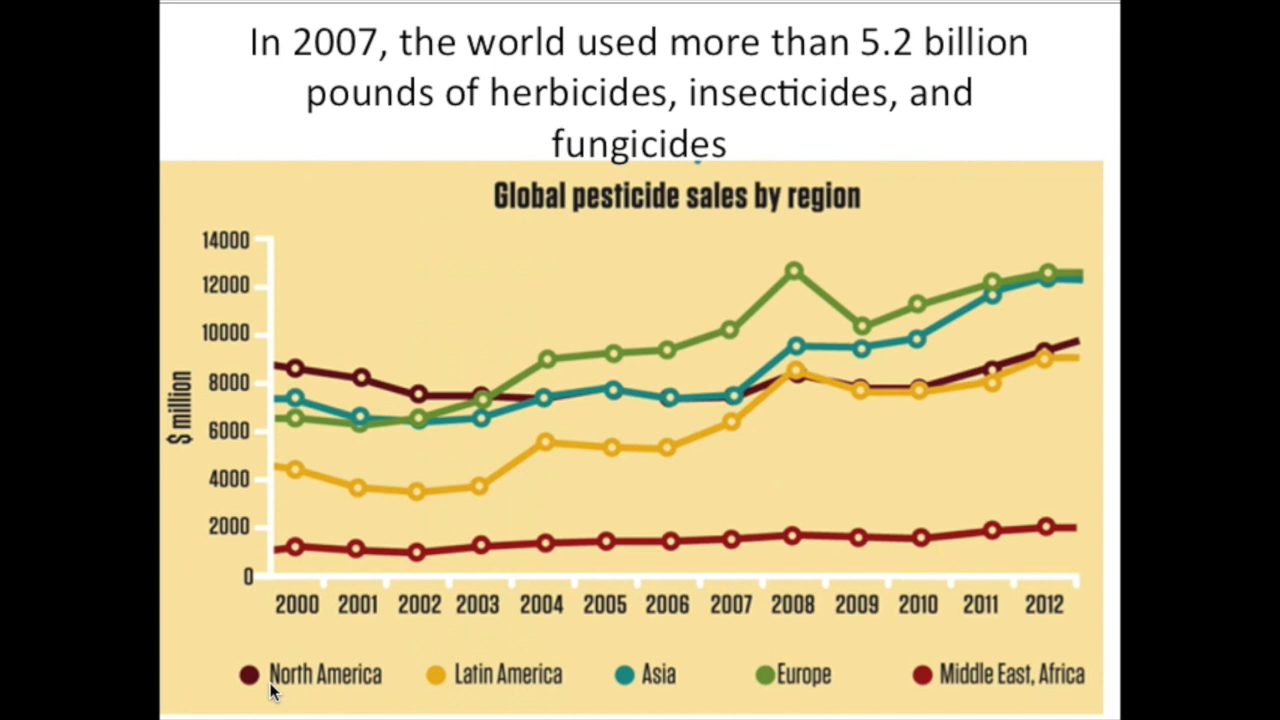 In 2007, the world used more than 5.2 billion
pounds of herbicides, insecticides, and
fungicides
Global pesticide sales by region
$ million
14000
12000
10000
8000
6000
4000
2000
0
2000 2001 2002 2003 2004 2005 2006 2007 2008 2009 2010 2011 2012
North America Latin America Asia Europe Middle East, Africa